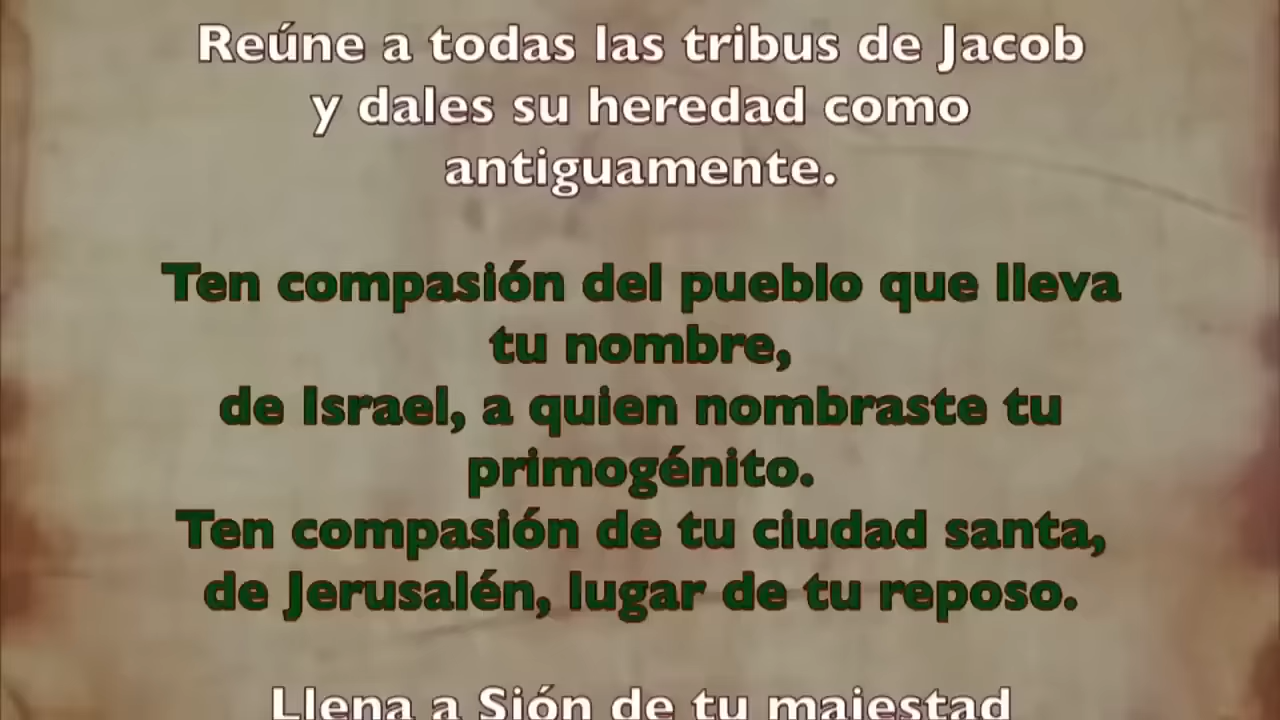 Reúne a todas las tribus de Jacob
y dales su heredad como
antiguamente.
Ten compasión del pueblo que lleva
tu nombre,
de Israel, a quien nombraste tu
primogénito.
Ten compasión de tu ciudad santa,
de Jerusalén, lugar de tu reposo.
Llena a Sión de tu majestad